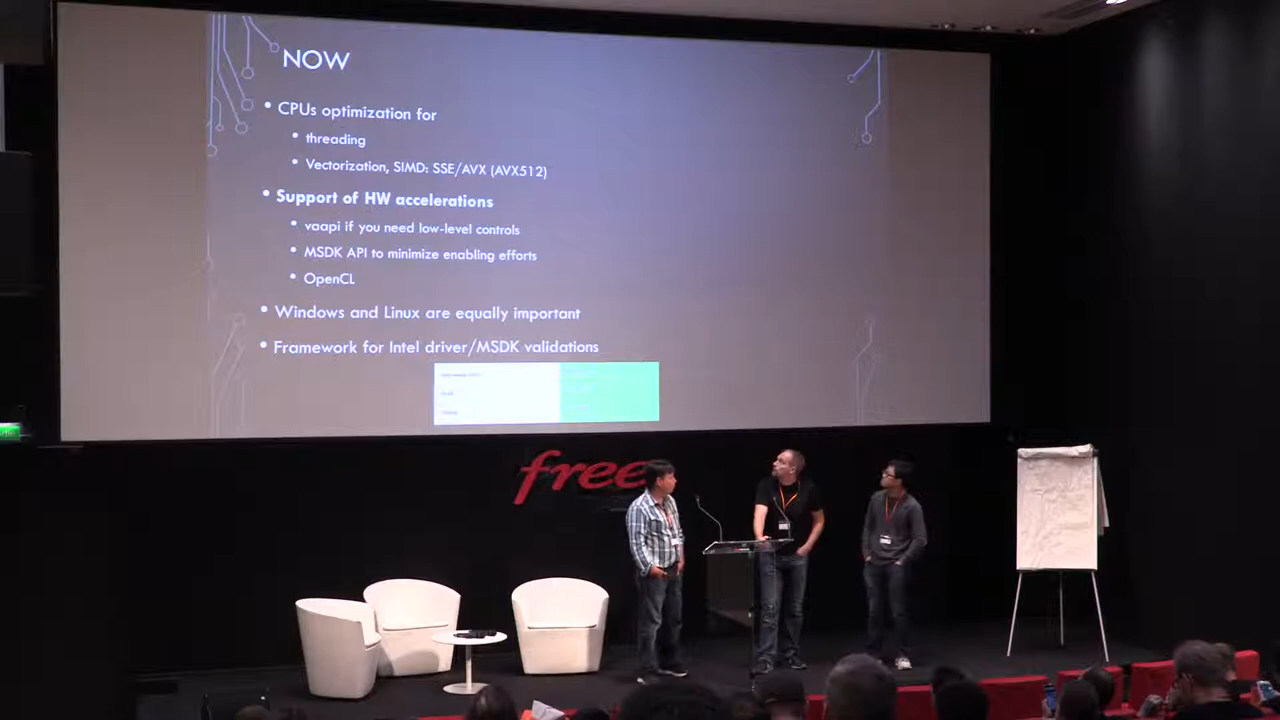 NOW
• CPUs optimization for
• threading
• Vectorization, SIMD: SSE/AVX (AVX512)
• Support of HW accelerations
• vaapi if you need low-level controls
• MSDK API to minimize enabling efforts
• OpenCL
• Windows and Linux are equally important
• Framework for Intel driver/MSDK validations
free